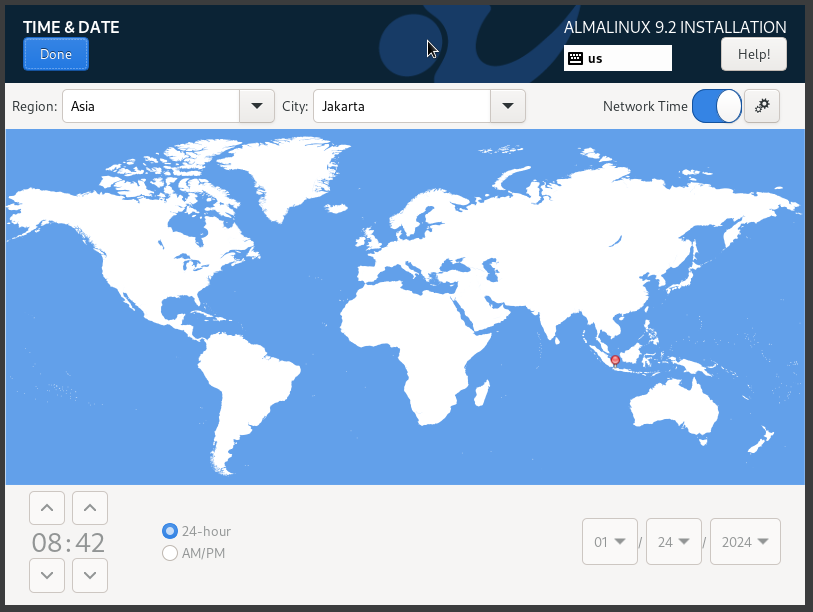 TIME & DATE
ALMALINUX 9.2 INSTALLATION
Done
us
Help!
Region: Asia City: Jakarta Network Time
08:42
24-hour
AM/PM
01 / 24 / 2024